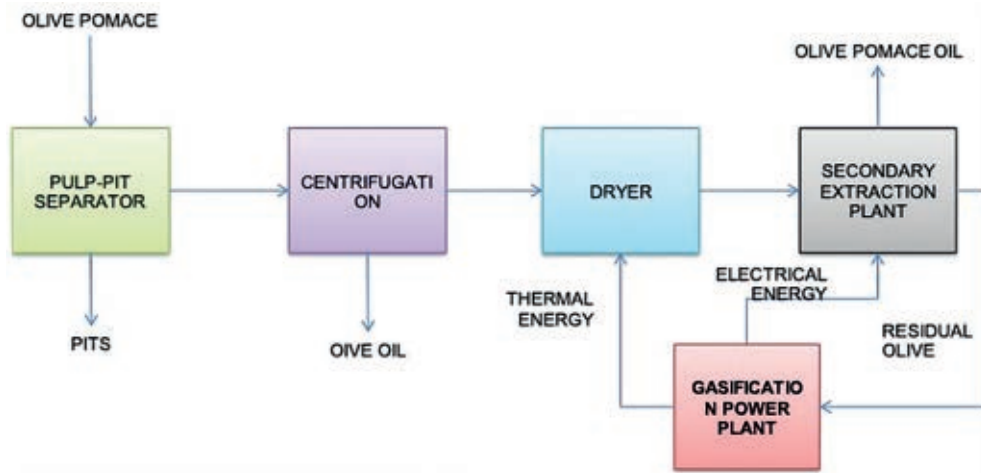 OLIVE POMACE
OLIVE POMACE OIL
PULP-PIT
SEPARATOR
CENTRIFUGATI
ON
DRYER
SECONDARY
EXTRACTION
PLANT
PITS
OIVE OIL
THERMAL
ENERGY
ELECTRICAL
ENERGY
RESIDUAL
OLIVE
GASIFICATIO
N POWER
PLANT